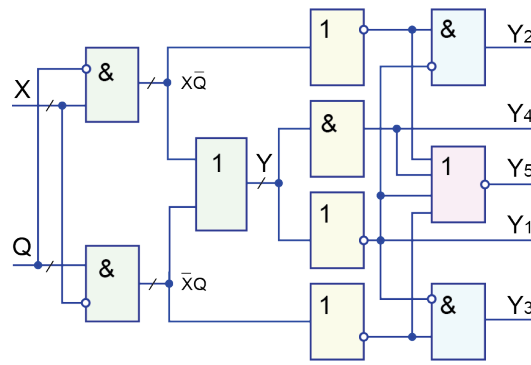 1 & Y2
&
X XQ̅
& Y4
1 Y 1 Y5
1
Q Y1
& X̅Q
1 & Y3